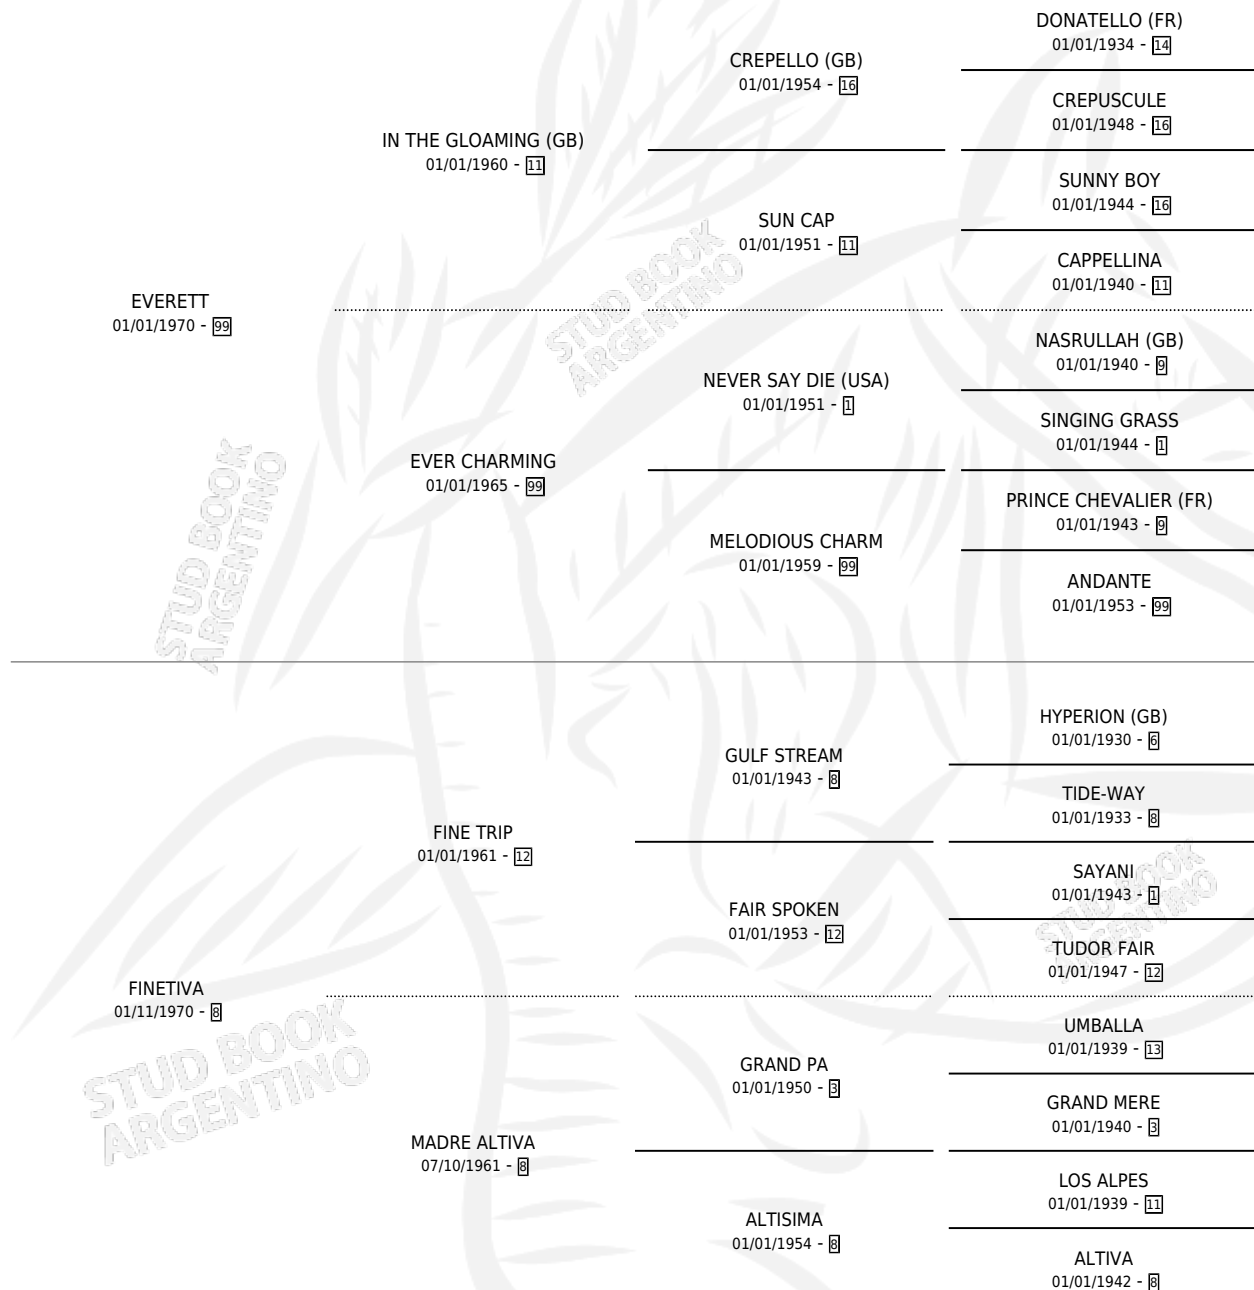 DONATELLO (FR)
01/01/1934 - 14
CREPELLO (GB)
01/01/1954 - 16
CREPUSCULE
01/01/1948 - 16
IN THE GLOAMING (GB)
01/01/1960 - 11
SUNNY BOY
01/01/1944 - 16
SUN CAP
01/01/1951 - 11
CAPPELLINA
01/01/1940 - 11
EVERETT
01/01/1970 - 99
NASRULLAH (GB)
01/01/1940 - 9
NEVER SAY DIE (USA)
01/01/1951 - 1
SINGING GRASS
01/01/1944 - 1
EVER CHARMING
01/01/1965 - 99
PRINCE CHEVALIER (FR)
01/01/1943 - 9
MELODIOUS CHARM
01/01/1959 - 99
ANDANTE
01/01/1953 - 99
HYPERION (GB)
01/01/1930 - 6
GULF STREAM
01/01/1943 - 8
TIDE-WAY
01/01/1933 - 8
FINE TRIP
01/01/1961 - 12
SAYANI
01/01/1943 - 1
FAIR SPOKEN
01/01/1953 - 12
TUDOR FAIR
01/01/1947 - 12
FINETIVA
01/11/1970 - 8
UMBALLA
01/01/1939 - 13
GRAND PA
01/01/1950 - 3
GRAND MERE
01/01/1940 - 3
MADRE ALTIVA
07/10/1961 - 8
LOS ALPES
01/01/1939 - 11
ALTISIMA
01/01/1954 - 8
ALTIVA
01/01/1942 - 8
STUD BOOK
ARGENTINO
STUD BOOK
ARGENTINO
STUD BOOK
ARGENTINO
STUD BOOK
ARGENTINO